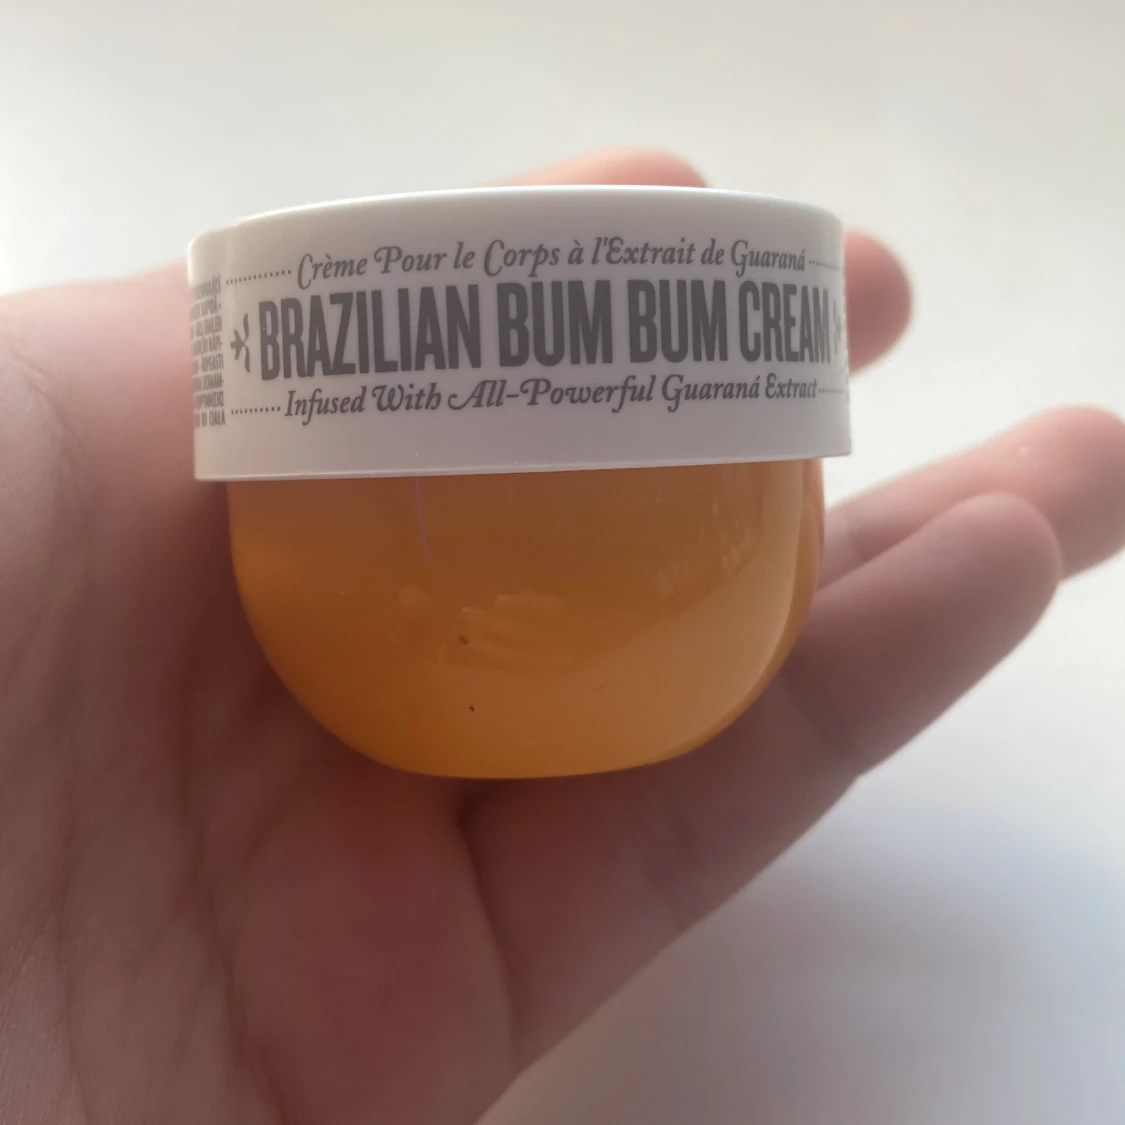 Crème Pour le Corps à l'Extrait de Guaraná
BRAZILIAN BUM BUM CREAM
Infused With All-Powerful Guaraná Extract